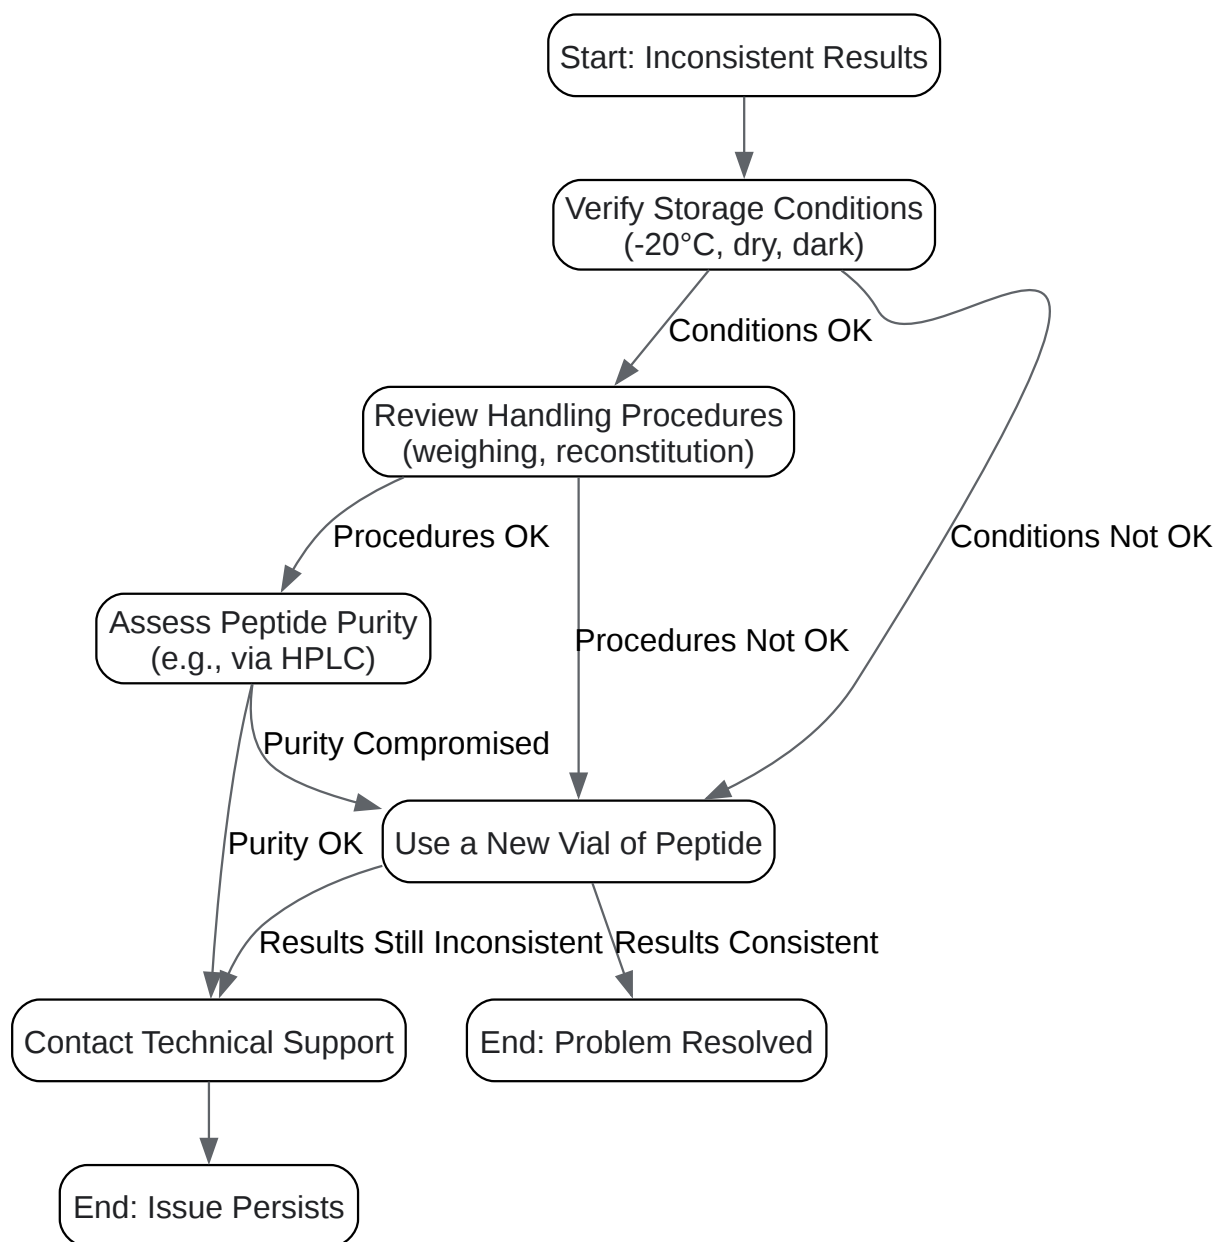 Start: Inconsistent Results
Verify Storage Conditions
(-20°C, dry, dark)
Conditions OK
Review Handling Procedures
(weighing, reconstitution)
Procedures OK
Conditions Not OK
Assess Peptide Purity
(e.g., via HPLC)
Procedures Not OK
Purity Compromised
Purity OK
Use a New Vial of Peptide
Results Still Inconsistent
Results Consistent
Contact Technical Support
End: Problem Resolved
End: Issue Persists